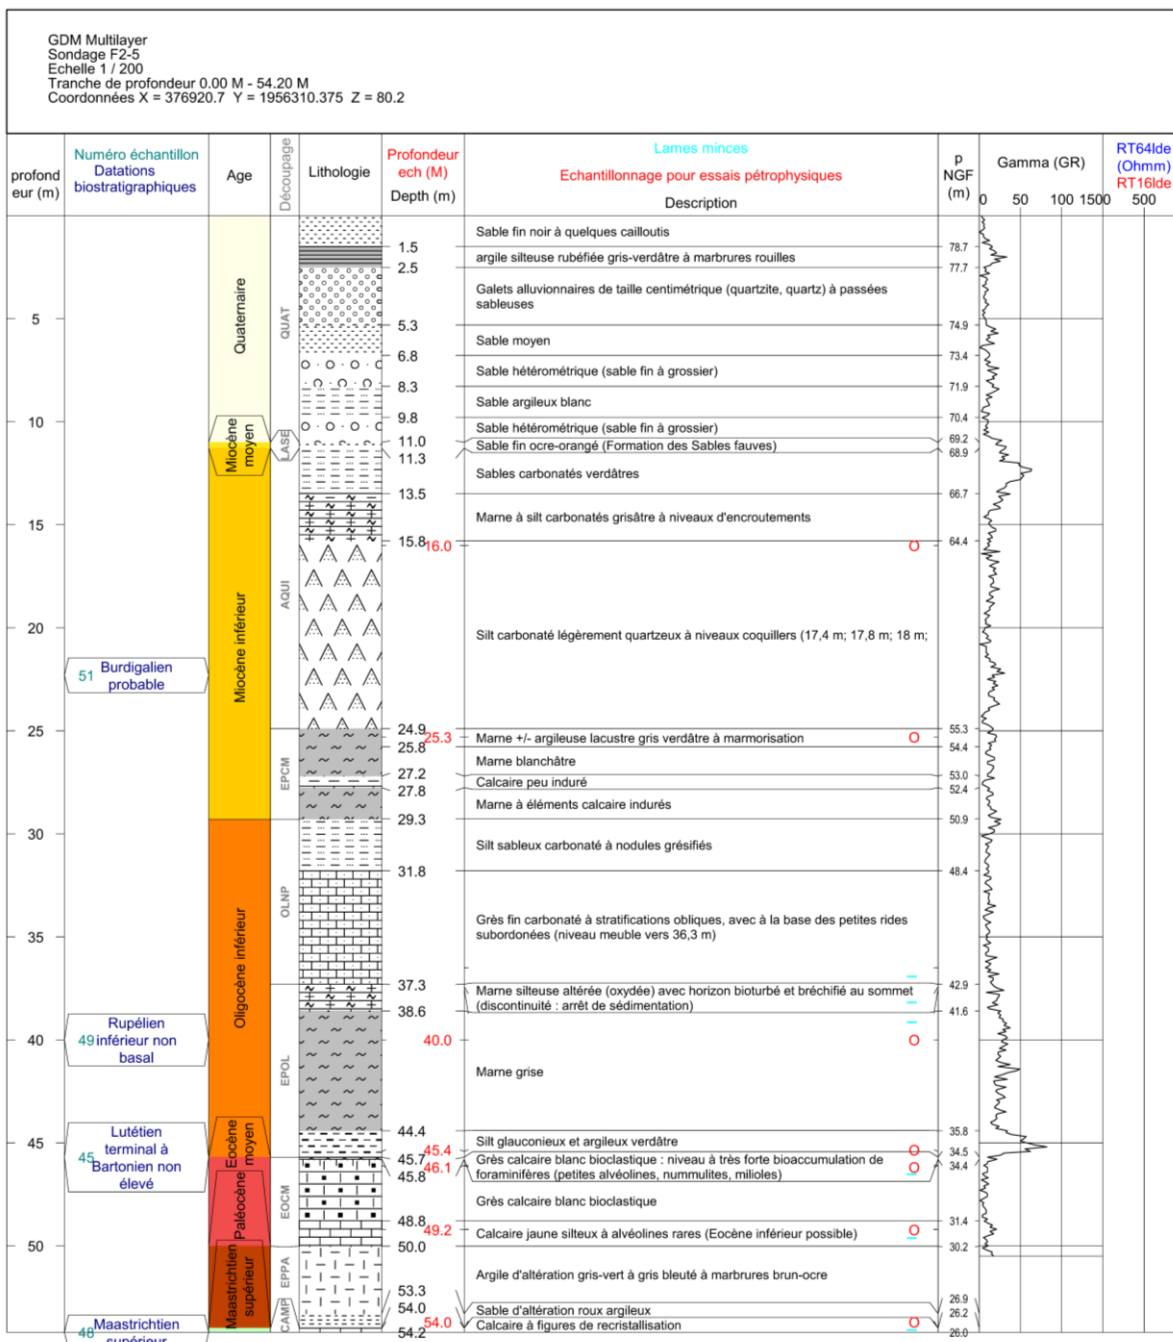 GDM Multilayer
Sondage F2-5
Echelle 1 / 200
Tranche de profondeur 0.00 M - 54.20 M
Coordonnées X = 376920.7 Y = 1956310.375 Z = 80.2
profond
eur (m)
Numéro échantillon
Datations
biostratigraphiques
Age
Découpage
Lithologie
Profondeur
ech (M)
Depth (m)
Lames minces
Echantillonnage pour essais pétrophysiques
Description
p
NGF
(m)
Gamma (GR)
0 50 100 150
RT64Ide
(Ohmm)
RT16Ide
0 500
5
10
15
20
25
30
35
40
45
50
51 Burdigalien
probable
Rupélien
49 inférieur non
basal
Lutétien
terminal à
45 Bartonien non
élevé
Maastrichtien
48 supérieur
Quaternaire
Miocène
moyen
Miocène inférieur
Oligocène inférieur
Eocène
moyen
Paléocène
Maastrichtien
supérieur
QUAT
LASE
AQUI
EPCM
OLNP
EPOL
EOCM
EPPA
CAMP
1.5
2.5
5.3
6.8
8.3
9.8
11.0
11.3
13.5
15.8
16.0
24.9
25.3
25.8
27.2
27.8
29.3
31.8
37.3
38.6
40.0
44.4
45.4
45.7
46.1
45.8
48.8
49.2
50.0
53.3
54.0
54.0
54.2
Sable fin noir à quelques cailloutis
argile silteuse rubéfiée gris-verdâtre à marbrures rouilles
Galets alluvionnaires de taille centimétrique (quartzite, quartz) à passées
sableuses
Sable moyen
Sable hétérométrique (sable fin à grossier)
Sable argileux blanc
Sable hétérométrique (sable fin à grossier)
Sable fin ocre-orangé (Formation des Sables fauves)
Sables carbonatés verdâtres
Marne à silt carbonatés grisâtre à niveaux d'encroutements
Silt carbonaté légèrement quartzeux à niveaux coquillers (17,4 m; 17,8 m; 18 m;
Marne +/- argileuse lacustre gris verdâtre à marmorisation
Marne blanchâtre
Calcaire peu induré
Marne à éléments calcaire indurés
Silt sableux carbonaté à nodules grésifiés
Grès fin carbonaté à stratifications obliques, avec à la base des petites rides
subordonées (niveau meuble vers 36,3 m)
Marne silteuse altérée (oxydée) avec horizon bioturbé et bréchifié au sommet
(discontinuité : arrêt de sédimentation)
Marne grise
Silt glauconieux et argileux verdâtre
Grès calcaire blanc bioclastique : niveau à très forte bioaccumulation de
foraminifères (petites alvéolines, nummulites, milioles)
Grès calcaire blanc bioclastique
Calcaire jaune silteux à alvéolines rares (Eocène inférieur possible)
Argile d'altération gris-vert à gris bleuté à marbrures brun-ocre
Sable d'altération roux argileux
Calcaire à figures de recristallisation
78.7
77.7
74.9
73.4
71.9
70.4
69.2
68.9
66.7
64.4
55.3
54.4
53.0
52.4
50.9
48.4
42.9
41.6
35.8
34.5
34.4
31.4
30.2
26.9
26.2
26.0